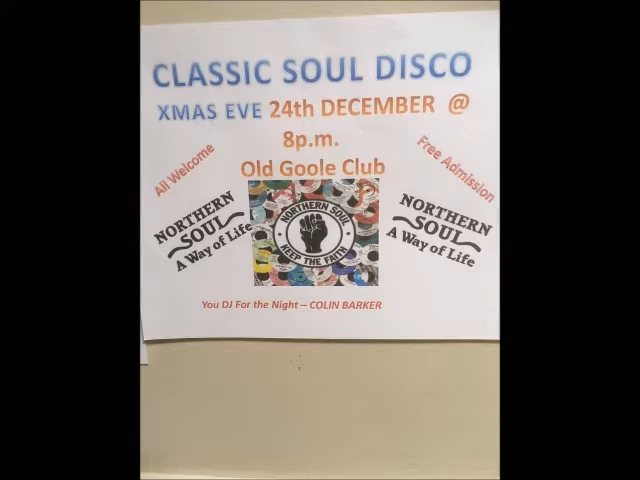 CLASSIC SOUL DISCO
XMAS EVE 24th DECEMBER @
8p.m.
Old Goole Club
All Welcome
Free Admission
NORTHERN
SOUL
A Way of Life
NORTHERN SOUL
KEEP THE FAITH
NORTHERN
SOUL
A Way of Life
You DJ For the Night – COLIN BARKER